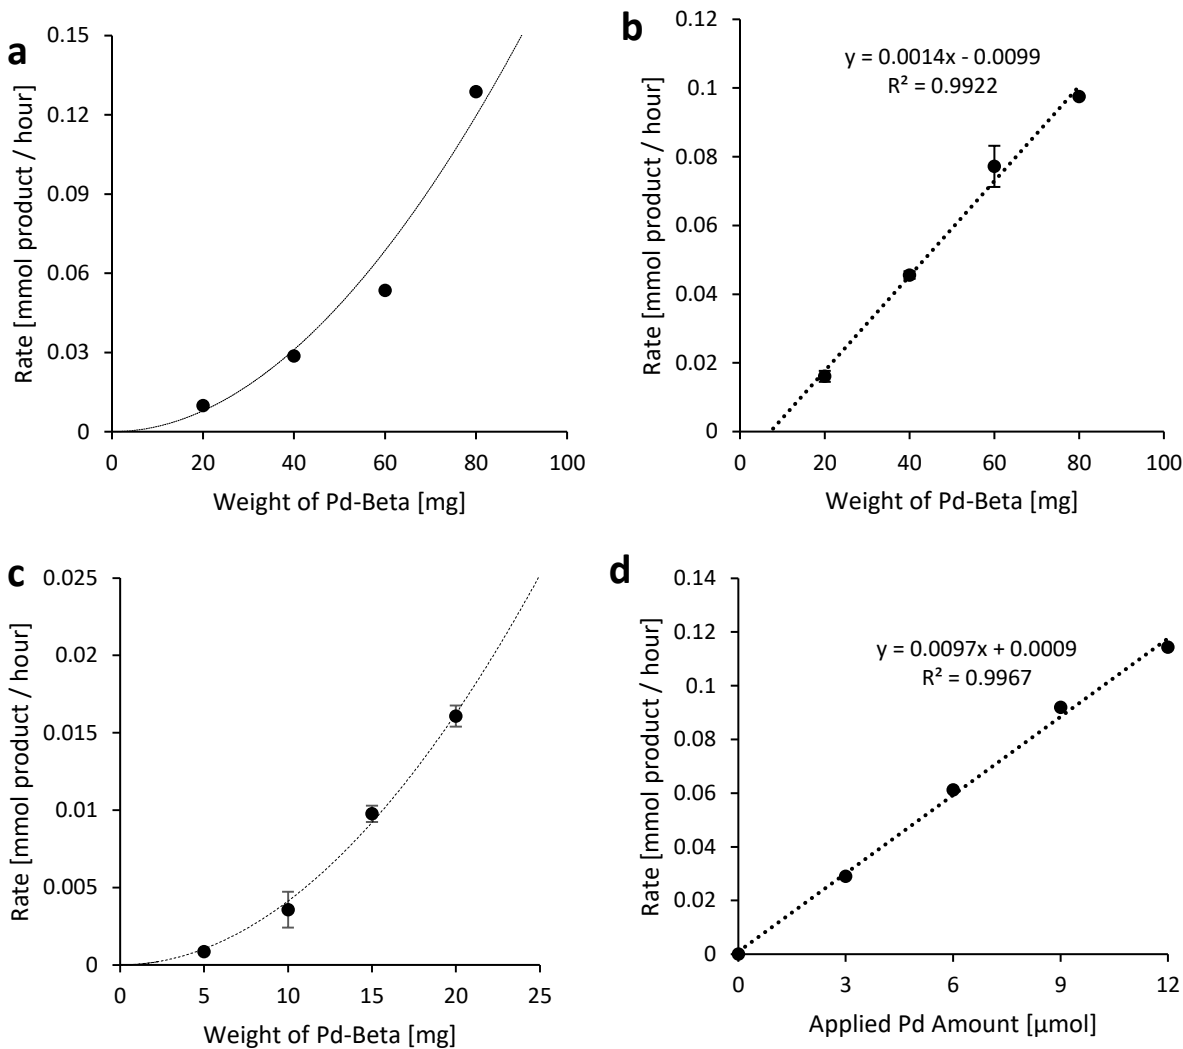 a
0.15
0.12
0.09
0.06
0.03
0
0 20 40 60 80 100
Rate [mmol product / hour]
Weight of Pd-Beta [mg]
b
y = 0.0014x - 0.0099
R² = 0.9922
0.12
0.1
0.08
0.06
0.04
0.02
0
0 20 40 60 80 100
Rate [mmol product / hour]
Weight of Pd-Beta [mg]
c
0.025
0.02
0.015
0.01
0.005
0
0 5 10 15 20 25
Rate [mmol product / hour]
Weight of Pd-Beta [mg]
d
y = 0.0097x + 0.0009
R² = 0.9967
0.14
0.12
0.1
0.08
0.06
0.04
0.02
0
0 3 6 9 12
Rate [mmol product / hour]
Applied Pd Amount [µmol]